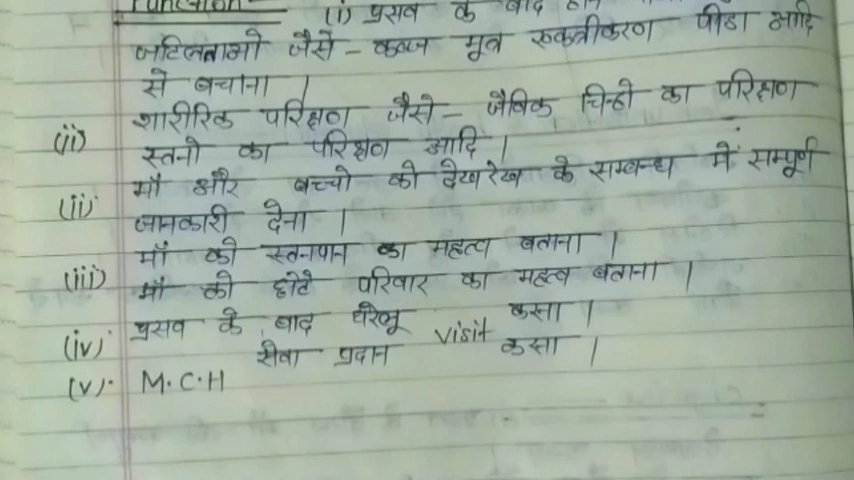 Function (i) प्रसव के बाद होने
जटिलताओ जैसे - कब्ज मूत्र रुकत्रीकरण पीडा आदि
से बचाना |
शारीरिक परिक्षण जैसे - जैविक चिन्हो का परिक्षण
(ii) स्तनो का परिक्षण आदि |
माँ और बच्चो की देखरेख के सम्बन्ध में सम्पूर्ण
(ii) जानकारी देना |
माँ को स्तनपान का महत्व बताना |
(iii) माँ को छोटे परिवार का महत्व बताना |
प्रसव के बाद घरेलू visit करना |
(iv) सेवा प्रदान करना |
(v). M.C.H